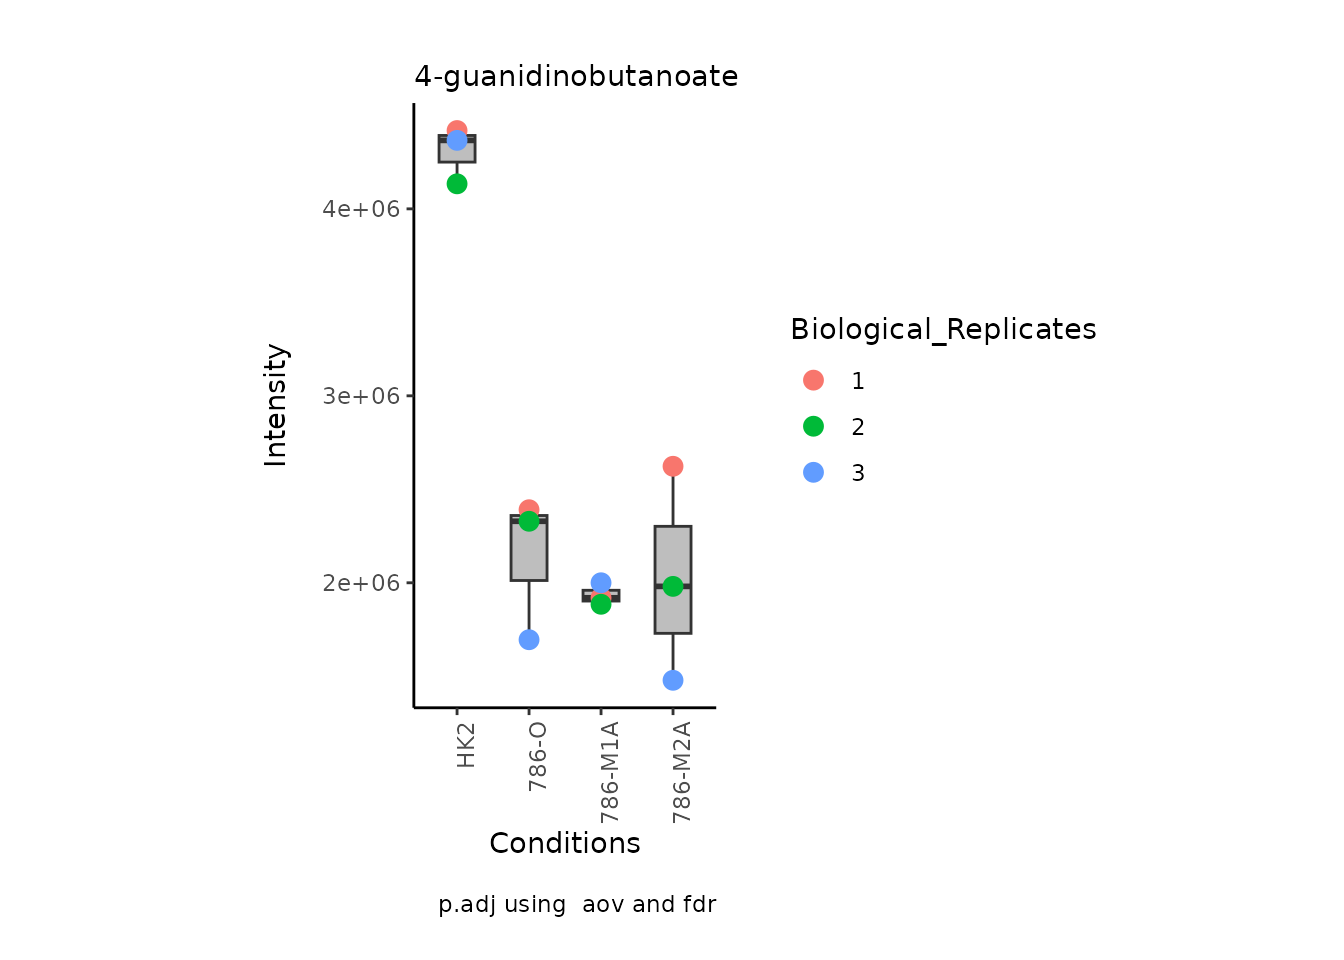 4-guanidinobutanoate
Intensity
4e+06
3e+06
2e+06
HK2
786-O
786-M1A
786-M2A
Conditions
p.adj using  aov and fdr
Biological_Replicates
1
2
3